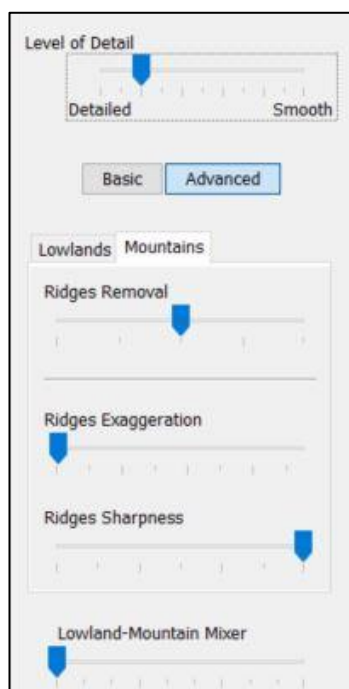 Level of Detail
Detailed Smooth
Basic Advanced
Lowlands Mountains
Ridges Removal
Ridges Exaggeration
Ridges Sharpness
Lowland-Mountain Mixer